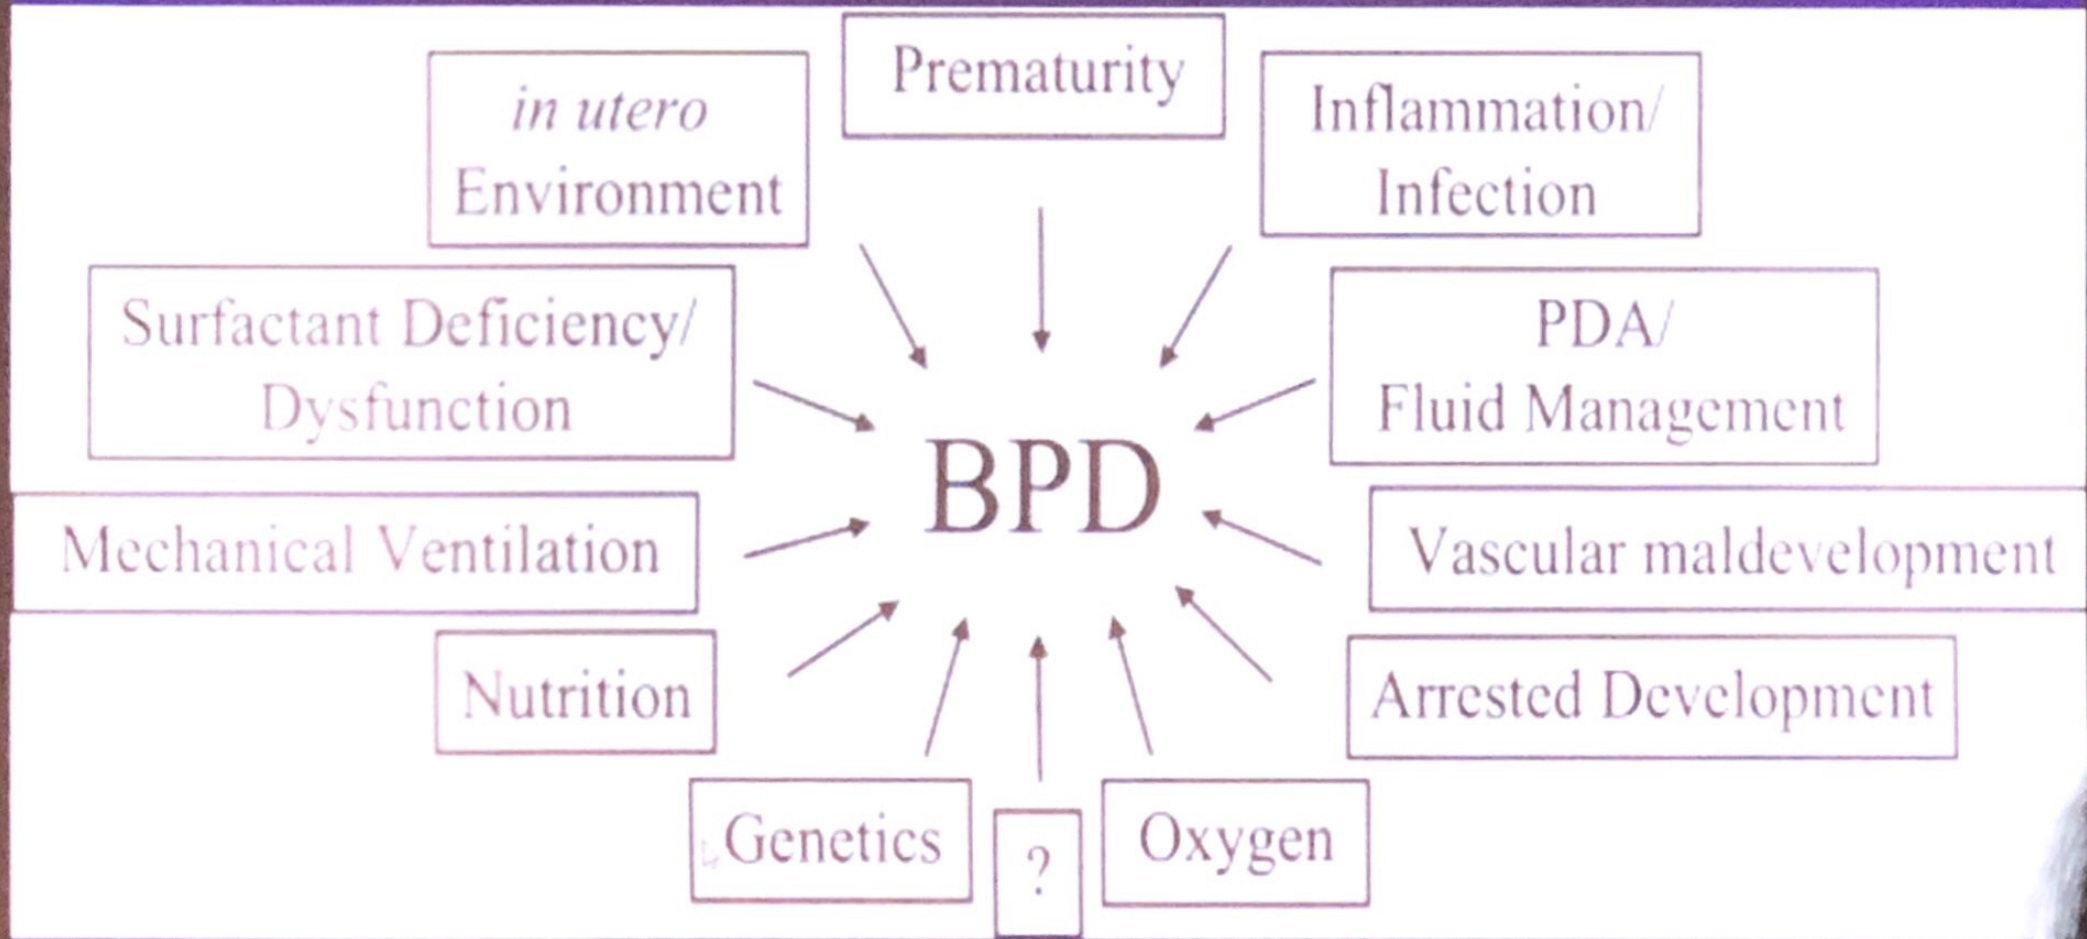 Prematurity
in utero
Environment
Inflammation/
Infection
Surfactant Deficiency/
Dysfunction
PDA/
Fluid Management
BPD
Mechanical Ventilation
Vascular maldevelopment
Nutrition
Arrested Development
Genetics
?
Oxygen